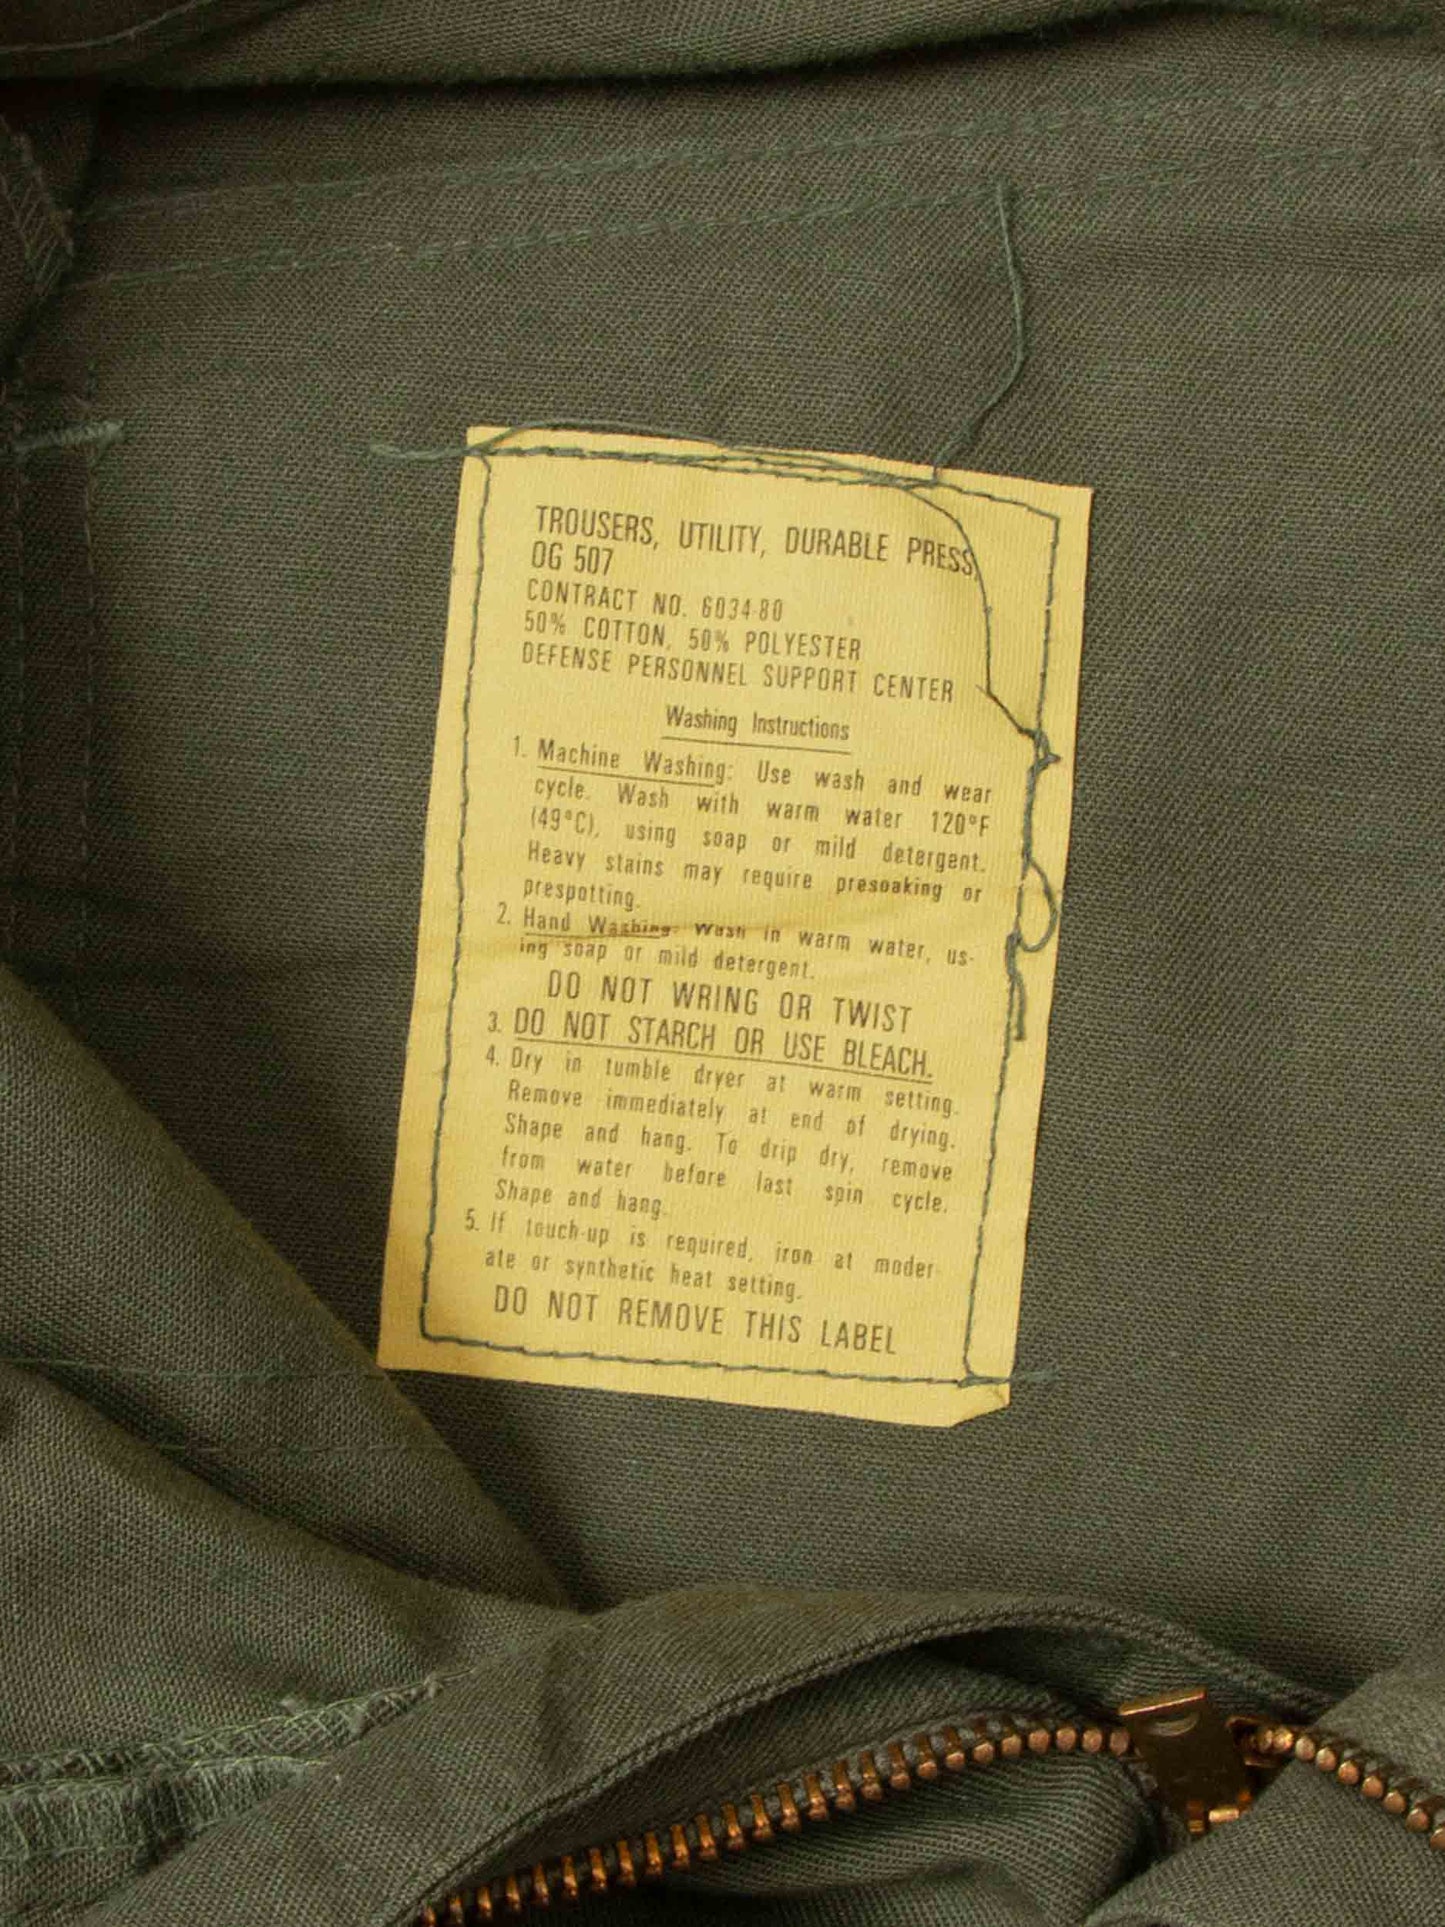 TROUSERS, UTILITY, DURABLE PRESS,
OG 507
CONTRACT NO. 6034-80
50% COTTON, 50% POLYESTER
DEFENSE PERSONNEL SUPPORT CENTER
Washing Instructions
1. Machine Washing: Use wash and wear
cycle. Wash with warm water 120°F
(49°C), using soap or mild detergent.
Heavy stains may require presoaking or
prespotting.
2. Hand Washing: Wash in warm water, us-
ing soap or mild detergent.
DO NOT WRING OR TWIST
3. DO NOT STARCH OR USE BLEACH.
4. Dry in tumble dryer at warm setting.
Remove immediately at end of drying.
Shape and hang. To drip dry, remove
from water before last spin cycle.
Shape and hang.
5. If touch-up is required, iron at moder-
ate or synthetic heat setting.
DO NOT REMOVE THIS LABEL